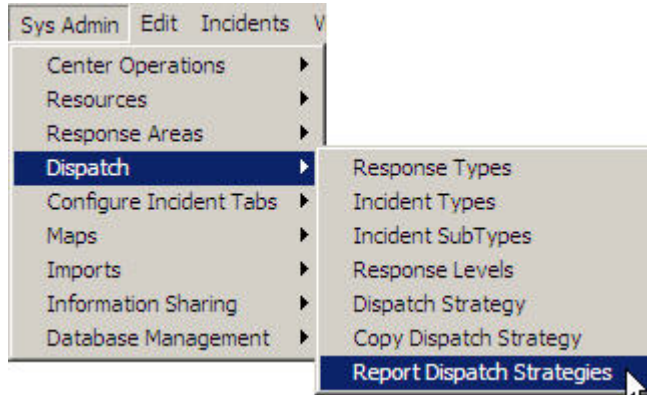 Sys Admin Edit Incidents
Center Operations
Resources
Response Areas
Dispatch
Configure Incident Tabs
Maps
Imports
Information Sharing
Database Management
Response Types
Incident Types
Incident SubTypes
Response Levels
Dispatch Strategy
Copy Dispatch Strategy
Report Dispatch Strategies